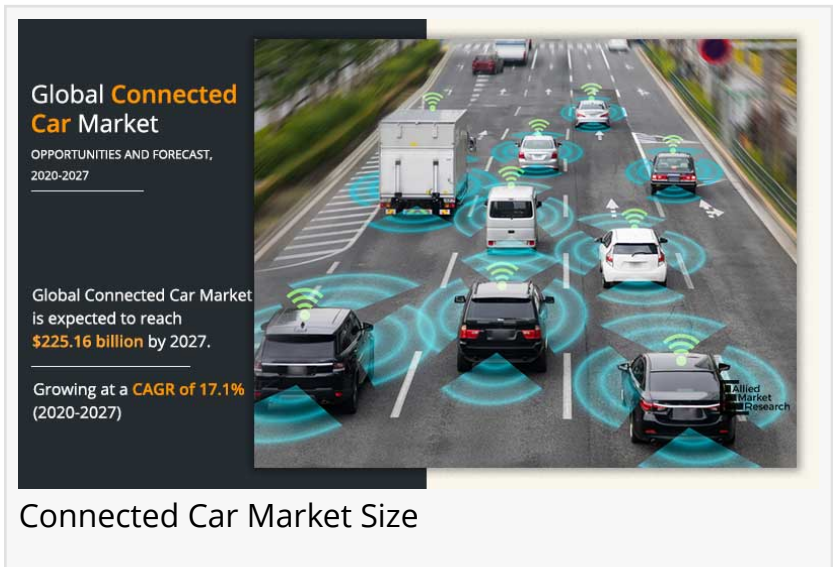 Global Connected
Car Market
OPPORTUNITIES AND FORECAST,
2020-2027
Global Connected Car Market
is expected to reach
$225.16 billion by 2027.
Growing at a CAGR of 17.1%
(2020-2027)
Allied
Market
Research
Connected Car Market Size